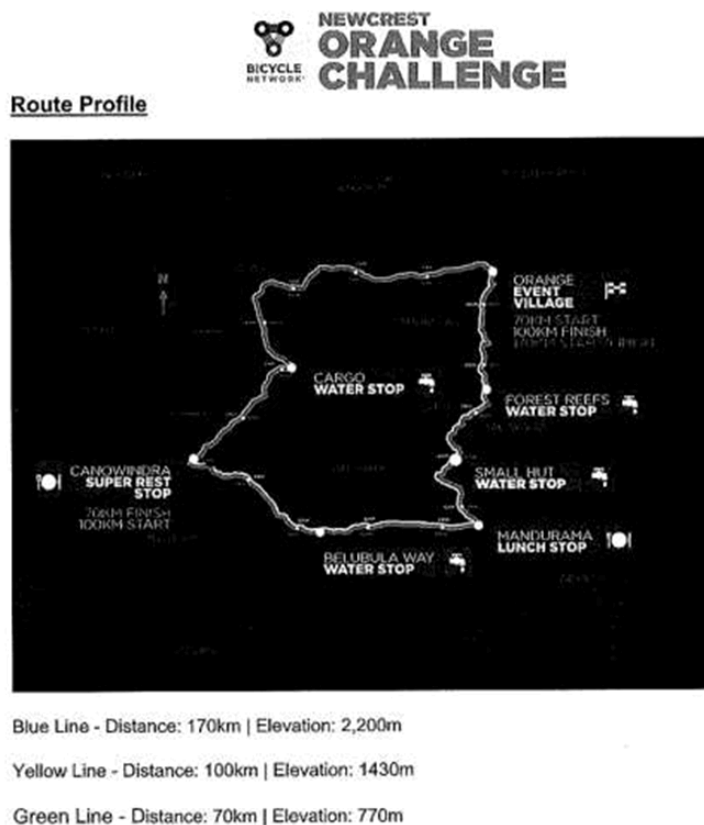 BICYCLE
NETWORK
NEWCREST
ORANGE
CHALLENGE
Route Profile
N
ORANGE
EVENT
VILLAGE
70KM START
100KM FINISH
CARGO
WATER STOP
FOREST REEFS
WATER STOP
CANOWINDRA
SUPER REST
STOP
70KM FINISH
100KM START
SMALL HUT
WATER STOP
MANDURAMA
LUNCH STOP
BELUBULA WAY
WATER STOP
Blue Line - Distance: 170km | Elevation: 2,200m
Yellow Line - Distance: 100km | Elevation: 1430m
Green Line - Distance: 70km | Elevation: 770m